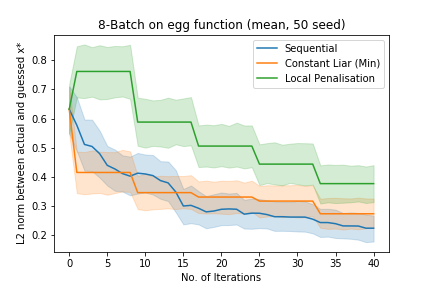 8-Batch on egg function (mean, 50 seed)
Sequential
Constant Liar (Min)
Local Penalisation
L2 norm between actual and guessed x*
0.8
0.7
0.6
0.5
0.4
0.3
0.2
0 5 10 15 20 25 30 35 40
No. of Iterations